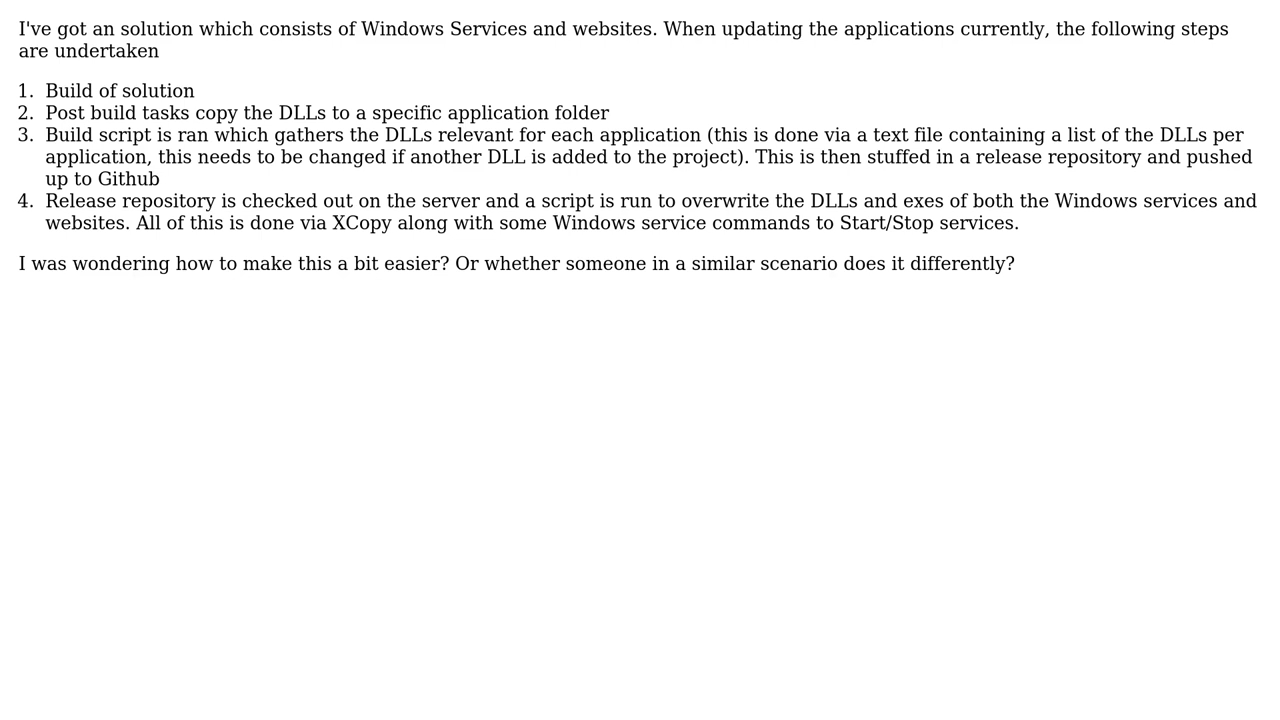 I've got an solution which consists of Windows Services and websites. When updating the applications currently, the following steps
are undertaken
1. Build of solution
2. Post build tasks copy the DLLs to a specific application folder
3. Build script is ran which gathers the DLLs relevant for each application (this is done via a text file containing a list of the DLLs per
application, this needs to be changed if another DLL is added to the project). This is then stuffed in a release repository and pushed
up to Github
4. Release repository is checked out on the server and a script is run to overwrite the DLLs and exes of both the Windows services and
websites. All of this is done via XCopy along with some Windows service commands to Start/Stop services.
I was wondering how to make this a bit easier? Or whether someone in a similar scenario does it differently?